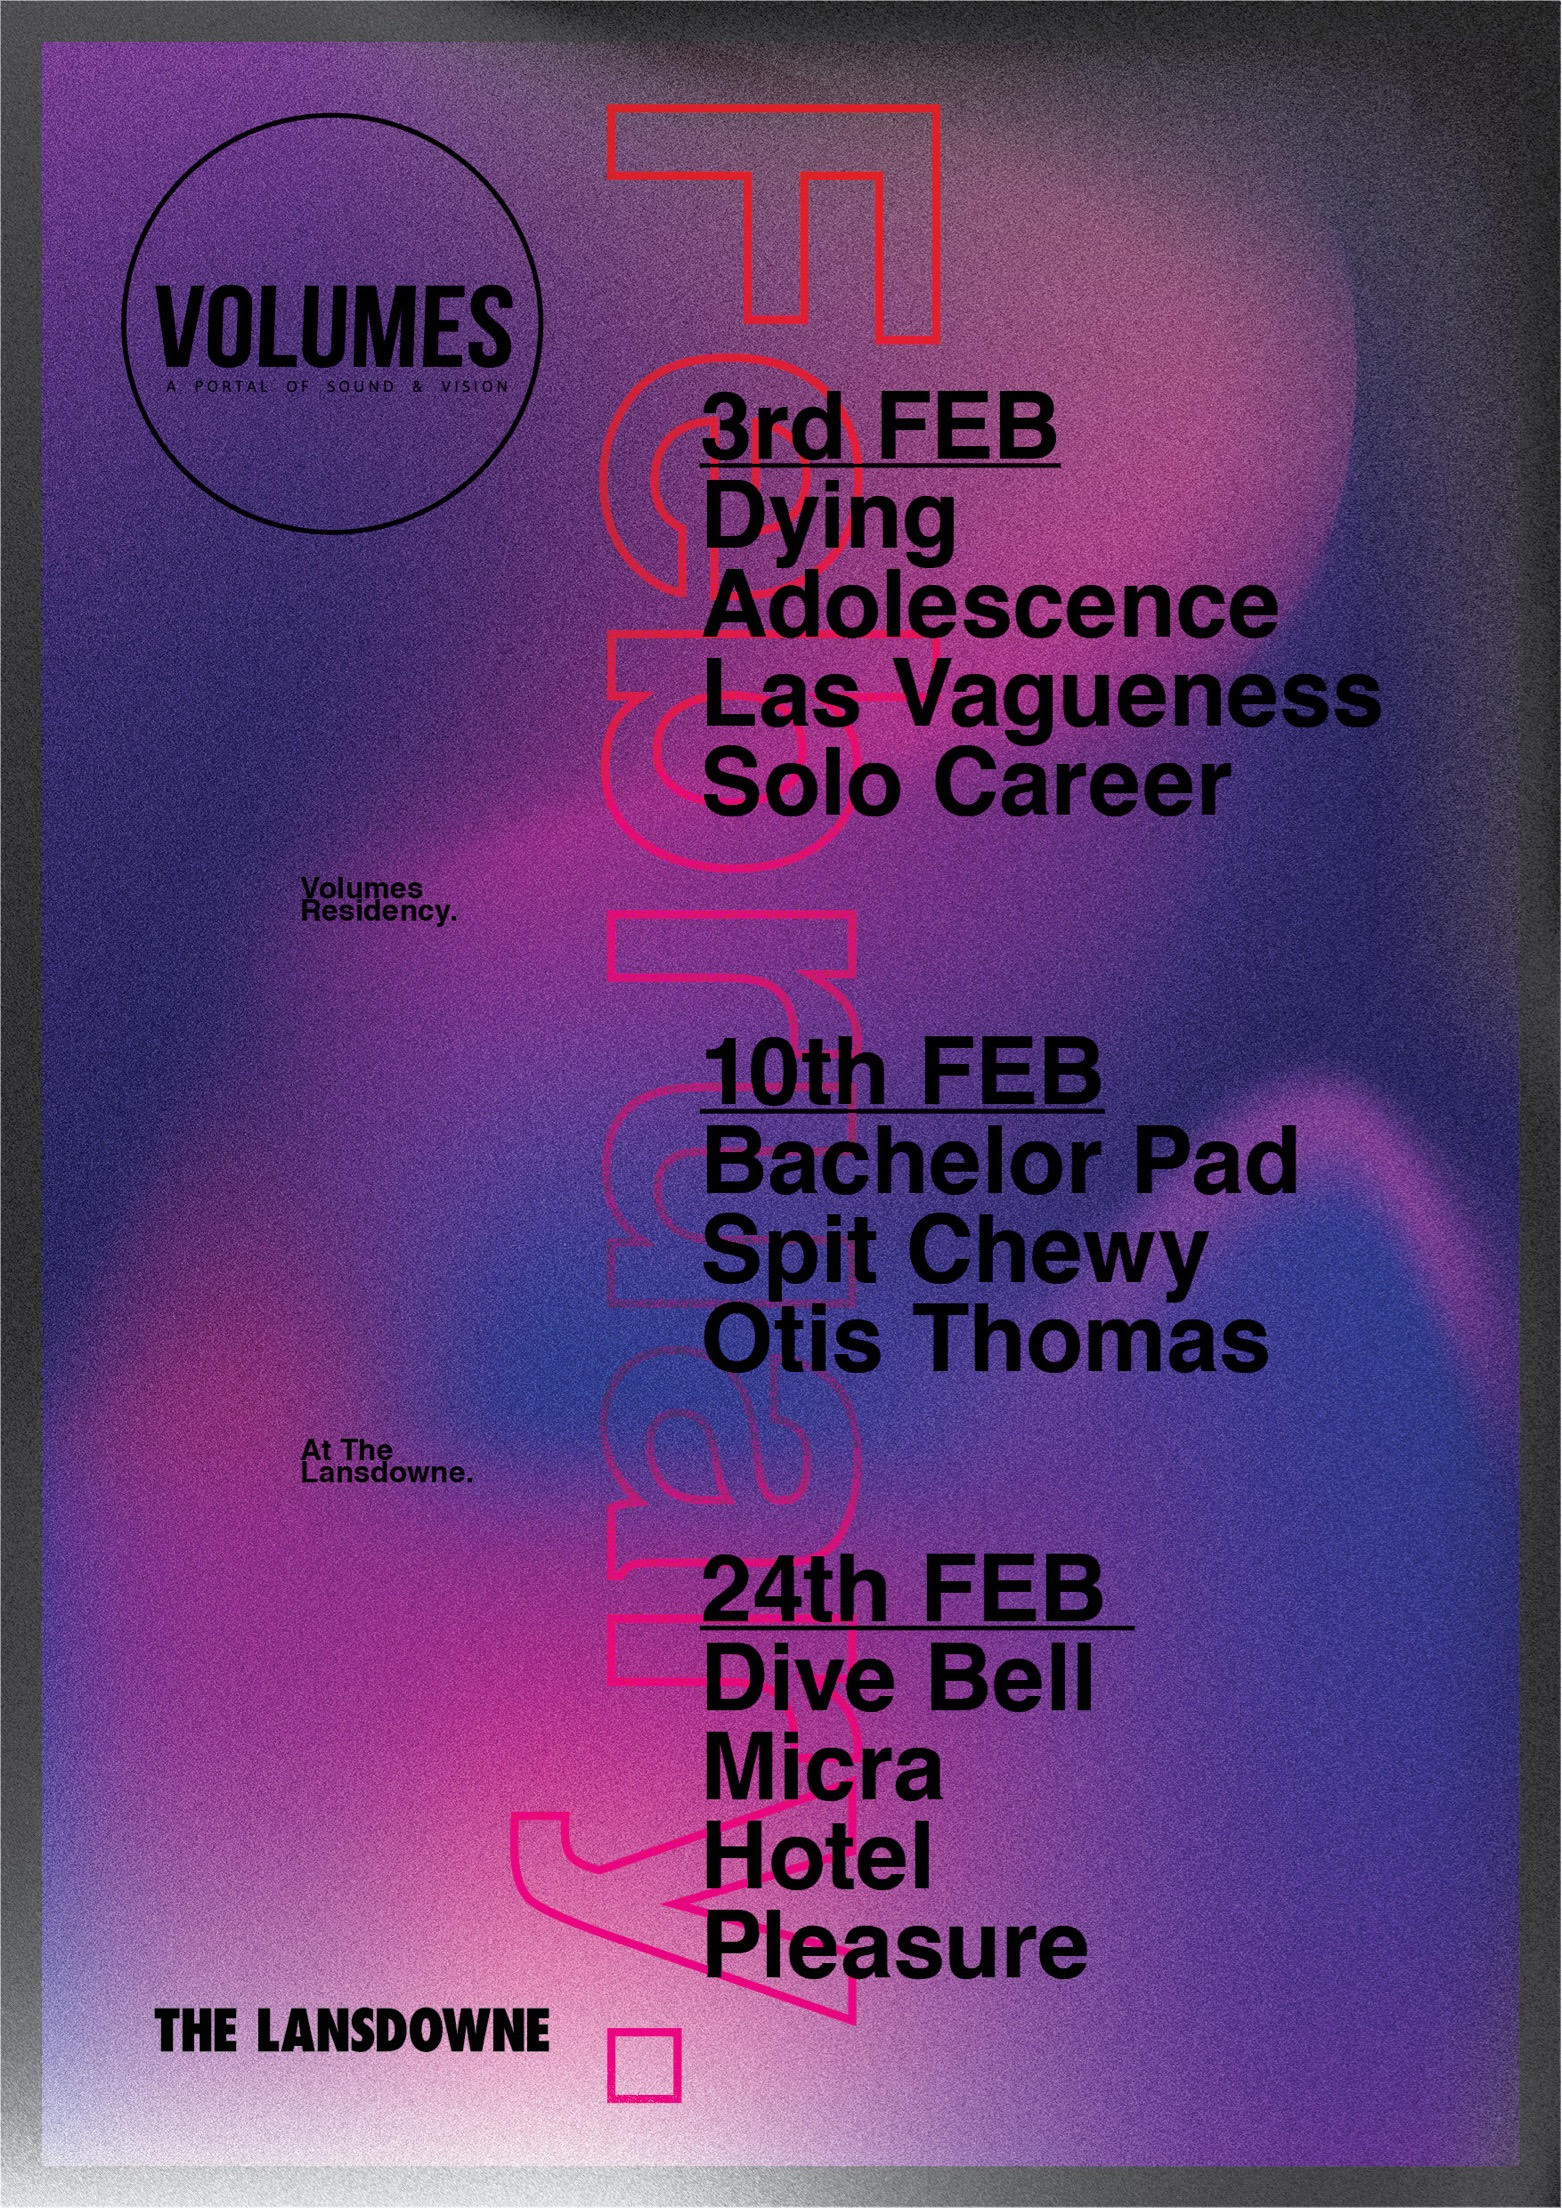 VOLUMES
A PORTAL OF SOUND & VISION
February.
3rd FEB
Dying
Adolescence
Las Vagueness
Solo Career
Volumes
Residency.
10th FEB
Bachelor Pad
Spit Chewy
Otis Thomas
At The
Lansdowne.
24th FEB
Dive Bell
Micra
Hotel
Pleasure
THE LANSDOWNE